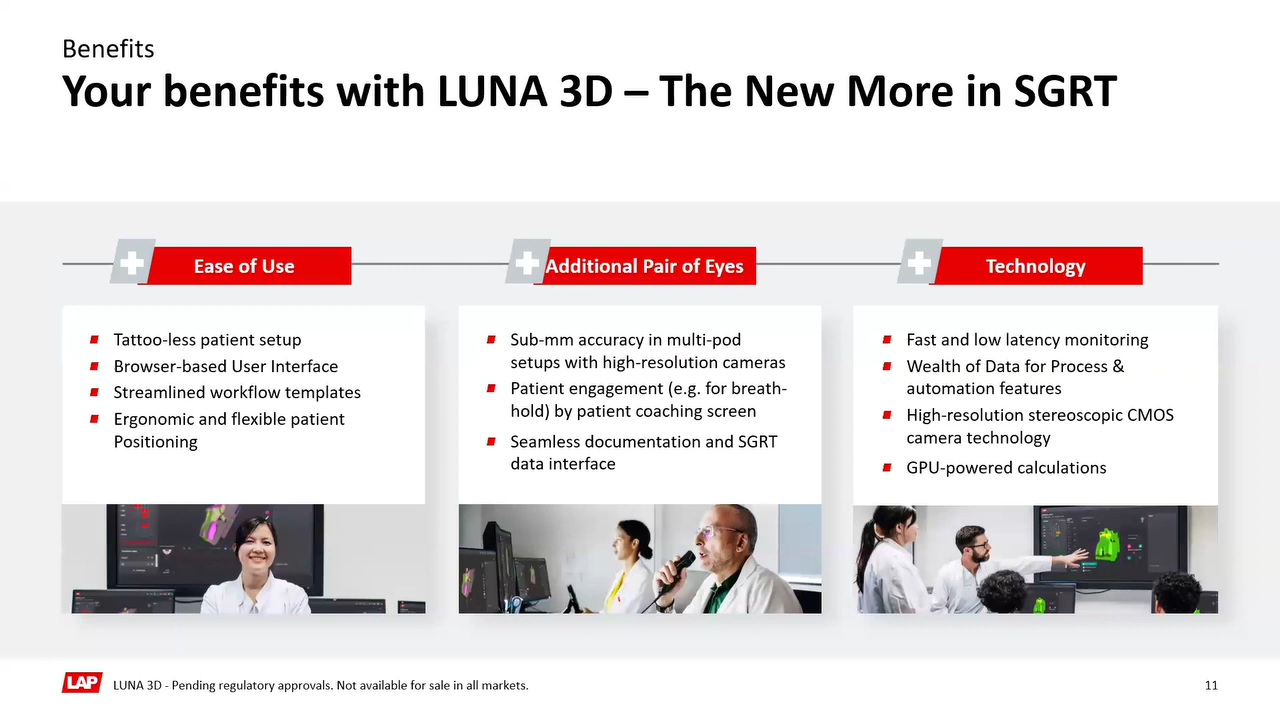 Benefits
Your benefits with LUNA 3D – The New More in SGRT
Ease of Use
Tattoo-less patient setup
Browser-based User Interface
Streamlined workflow templates
Ergonomic and flexible patient
Positioning
Additional Pair of Eyes
Sub-mm accuracy in multi-pod
setups with high-resolution cameras
Patient engagement (e.g. for breath-
hold) by patient coaching screen
Seamless documentation and SGRT
data interface
Technology
Fast and low latency monitoring
Wealth of Data for Process &
automation features
High-resolution stereoscopic CMOS
camera technology
GPU-powered calculations
LAP
LUNA 3D - Pending regulatory approvals. Not available for sale in all markets.
11